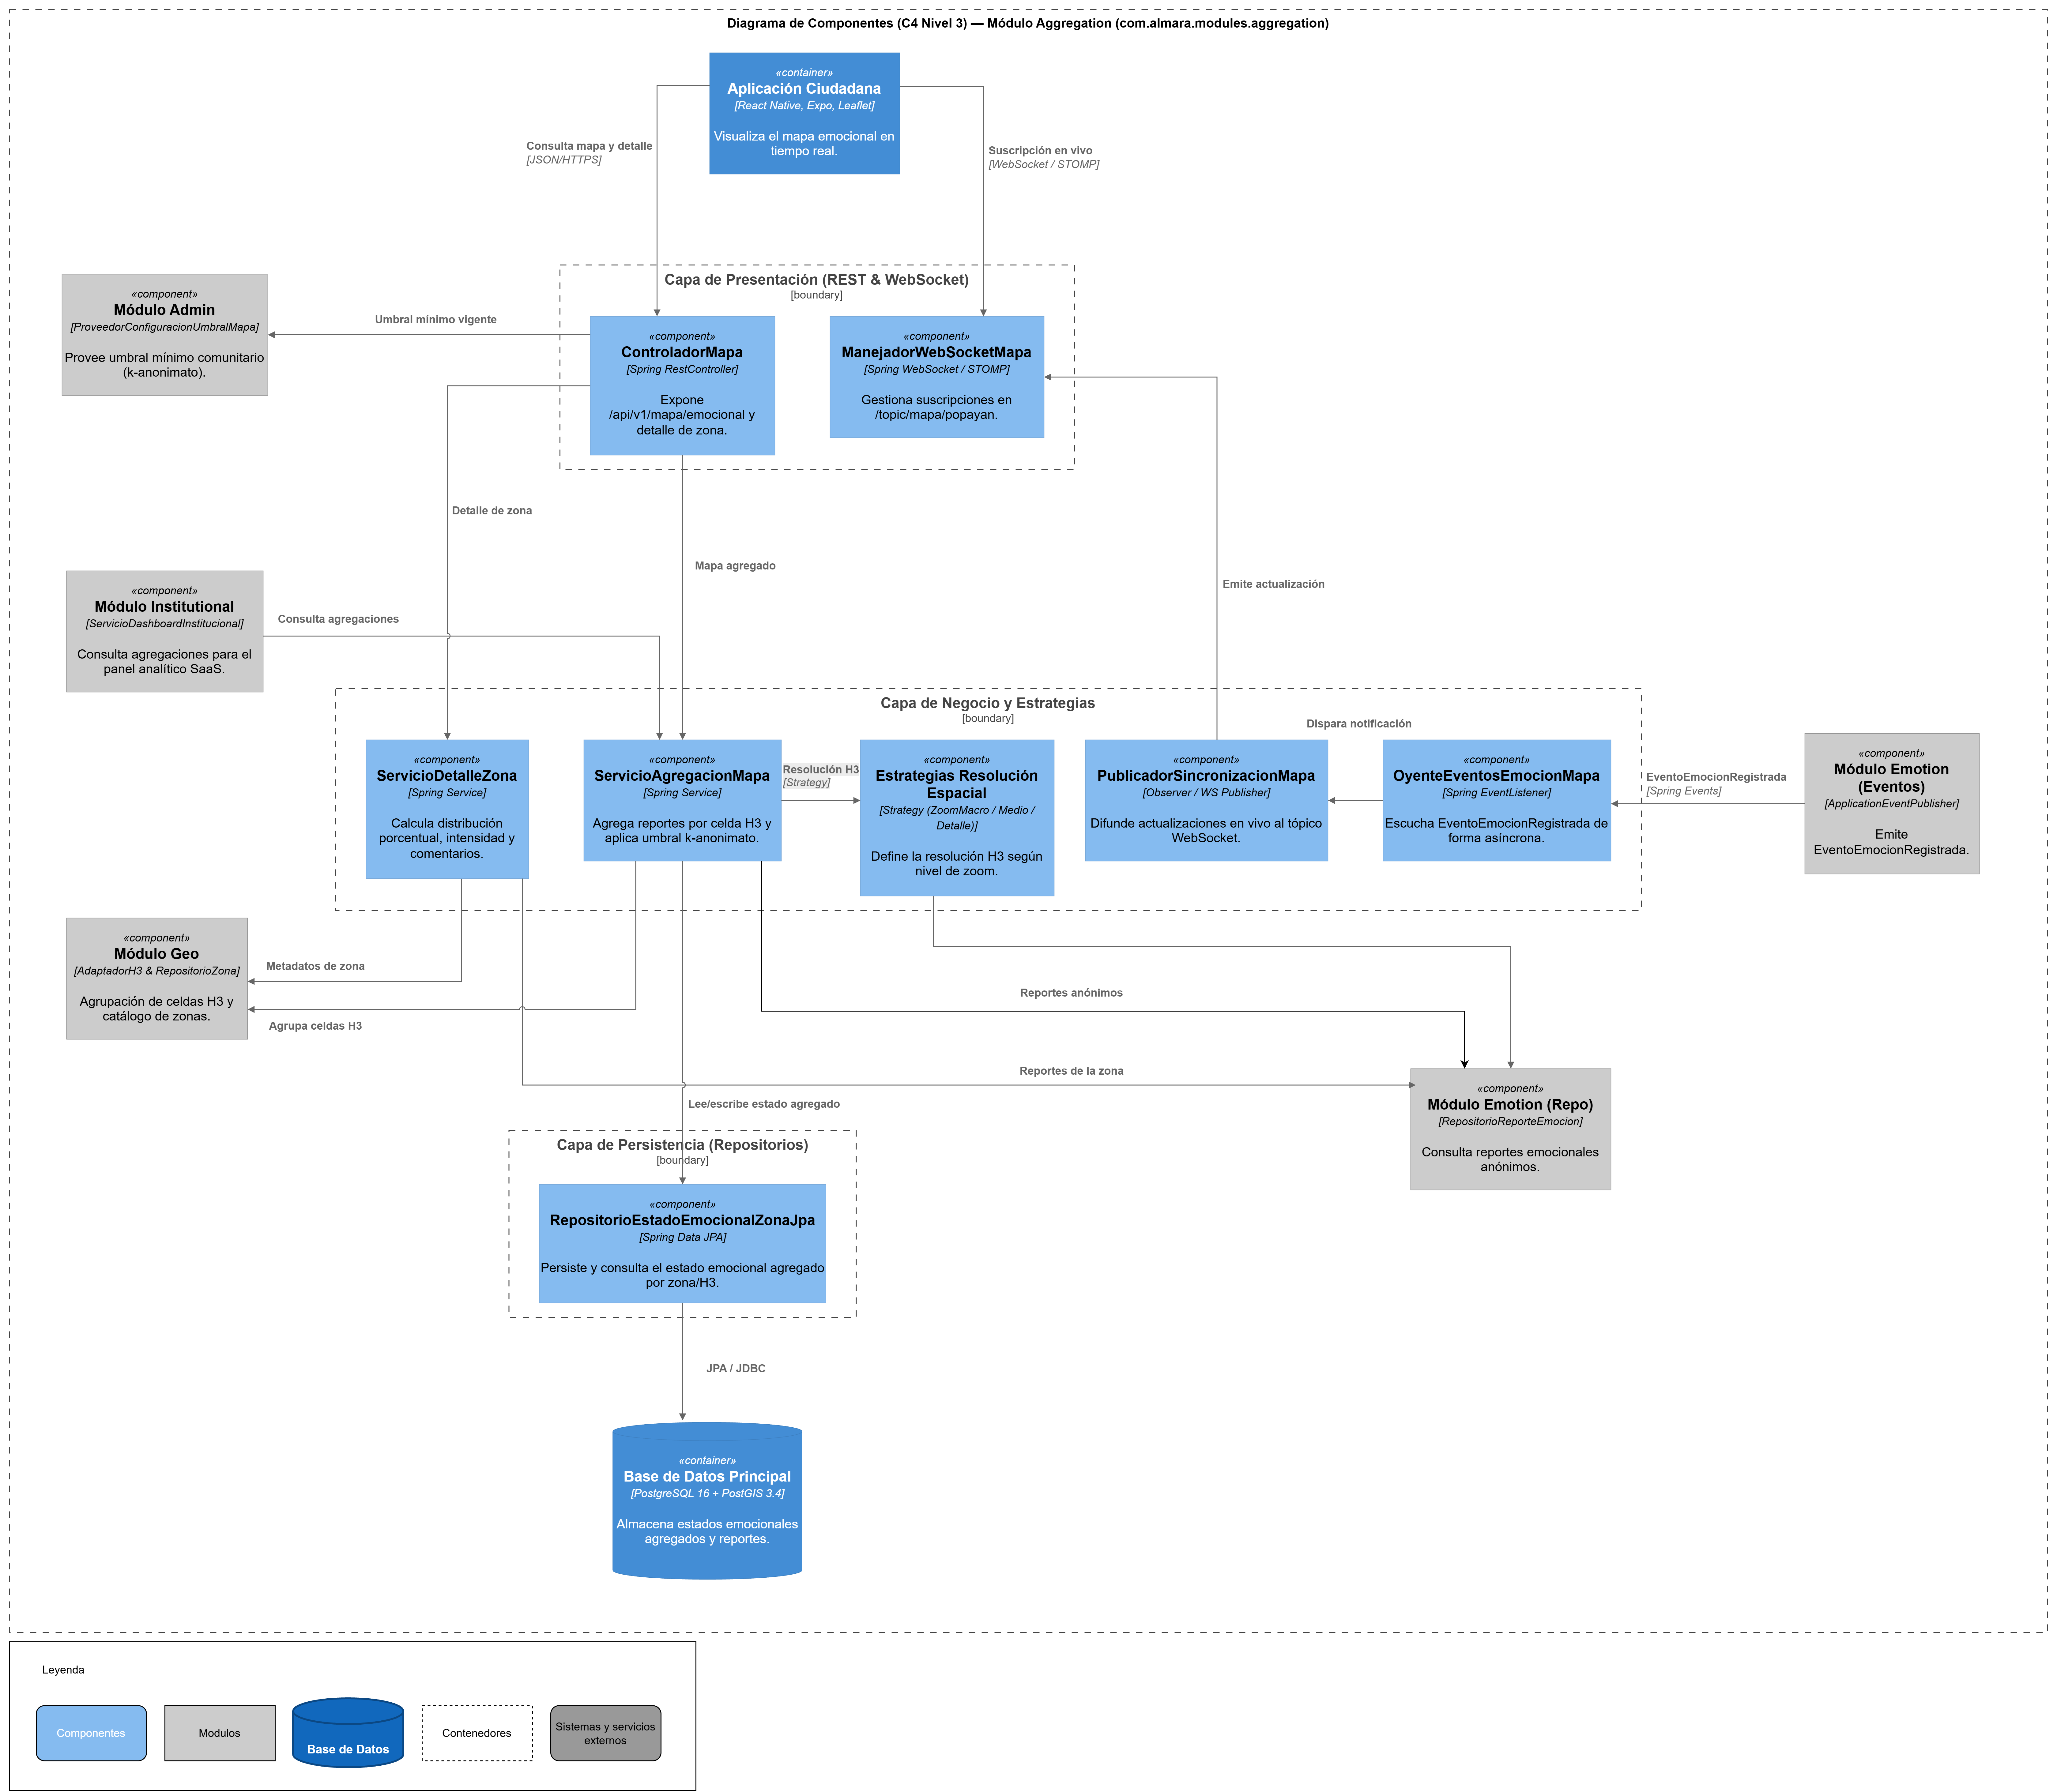 Diagrama de Componentes (C4 Nivel 3) — Módulo Aggregation (com.almara.modules.aggregation)
«container»
Aplicación Ciudadana
[React Native, Expo, Leaflet]
Visualiza el mapa emocional en
tiempo real.
Consulta mapa y detalle
[JSON/HTTPS]
Suscripción en vivo
[WebSocket / STOMP]
Capa de Presentación (REST & WebSocket)
[boundary]
«component»
Módulo Admin
[ProveedorConfiguracionUmbralMapa]
Provee umbral mínimo comunitario
(k-anonimato).
Umbral mínimo vigente
«component»
ControladorMapa
[Spring RestController]
Expone
/api/v1/mapa/emocional y
detalle de zona.
«component»
ManejadorWebSocketMapa
[Spring WebSocket / STOMP]
Gestiona suscripciones en
/topic/mapa/popayan.
Detalle de zona
Mapa agregado
Emite actualización
«component»
Módulo Institutional
[ServicioDashboardInstitucional]
Consulta agregaciones para el
panel analítico SaaS.
Consulta agregaciones
Capa de Negocio y Estrategias
[boundary]
Dispara notificación
«component»
ServicioDetalleZona
[Spring Service]
Calcula distribución
porcentual, intensidad y
comentarios.
«component»
ServicioAgregacionMapa
[Spring Service]
Agrega reportes por celda H3 y
aplica umbral k-anonimato.
Resolución H3
[Strategy]
«component»
Estrategias Resolución
Espacial
[Strategy (ZoomMacro / Medio /
Detalle)]
Define la resolución H3 según
nivel de zoom.
«component»
PublicadorSincronizacionMapa
[Observer / WS Publisher]
Difunde actualizaciones en vivo al tópico
WebSocket.
«component»
OyenteEventosEmocionMapa
[Spring EventListener]
Escucha EventoEmocionRegistrada de
forma asíncrona.
EventoEmocionRegistrada
[Spring Events]
«component»
Módulo Emotion
(Eventos)
[ApplicationEventPublisher]
Emite
EventoEmocionRegistrada.
«component»
Módulo Geo
[AdaptadorH3 & RepositorioZona]
Agrupación de celdas H3 y
catálogo de zonas.
Metadatos de zona
Agrupa celdas H3
Reportes anónimos
Reportes de la zona
Lee/escribe estado agregado
«component»
Módulo Emotion (Repo)
[RepositorioReporteEmocion]
Consulta reportes emocionales
anónimos.
Capa de Persistencia (Repositorios)
[boundary]
«component»
RepositorioEstadoEmocionalZonaJpa
[Spring Data JPA]
Persiste y consulta el estado emocional agregado
por zona/H3.
JPA / JDBC
«container»
Base de Datos Principal
[PostgreSQL 16 + PostGIS 3.4]
Almacena estados emocionales
agregados y reportes.
Leyenda
Componentes
Modulos
Base de Datos
Contenedores
Sistemas y servicios
externos